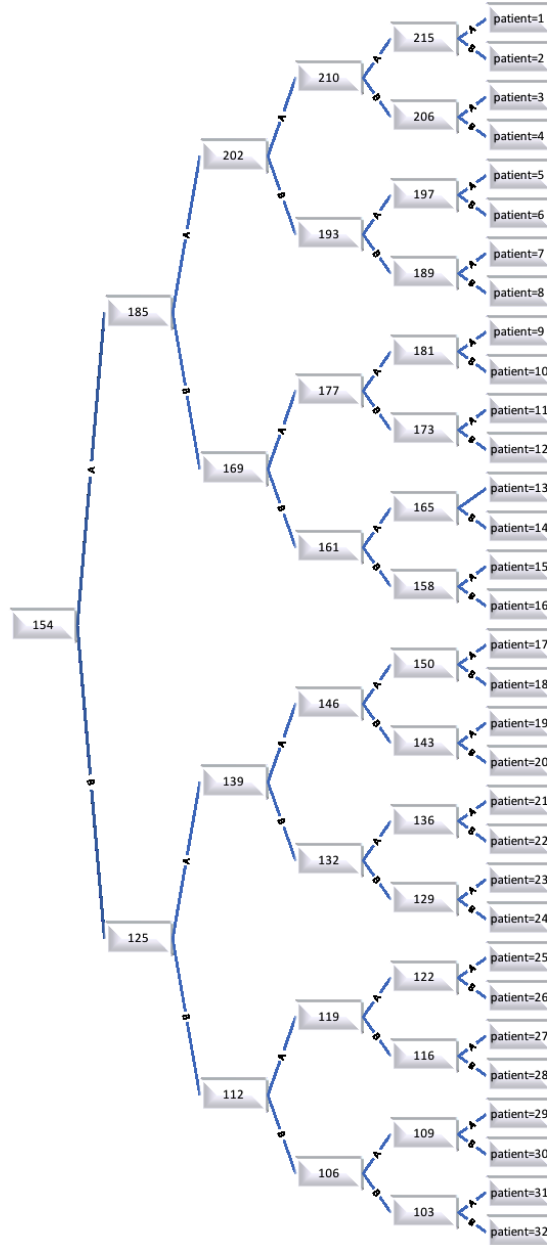 patient=1
215
A
B
patient=2
210
A
B
patient=3
206
A
B
patient=4
202
A
B
patient=5
197
A
B
patient=6
193
A
B
patient=7
189
A
B
patient=8
185
A
B
patient=9
181
A
B
patient=10
177
A
B
patient=11
173
A
B
patient=12
169
A
B
patient=13
165
patient=14
161
A
B
patient=15
158
A
B
patient=16
154
A
B
patient=17
150
A
B
patient=18
146
A
B
patient=19
143
A
B
patient=20
139
A
B
patient=21
136
A
B
patient=22
132
A
B
patient=23
129
A
B
patient=24
125
A
B
patient=25
122
A
B
patient=26
119
A
B
patient=27
116
A
B
patient=28
112
A
B
patient=29
109
A
B
patient=30
106
A
B
patient=31
103
A
B
patient=32